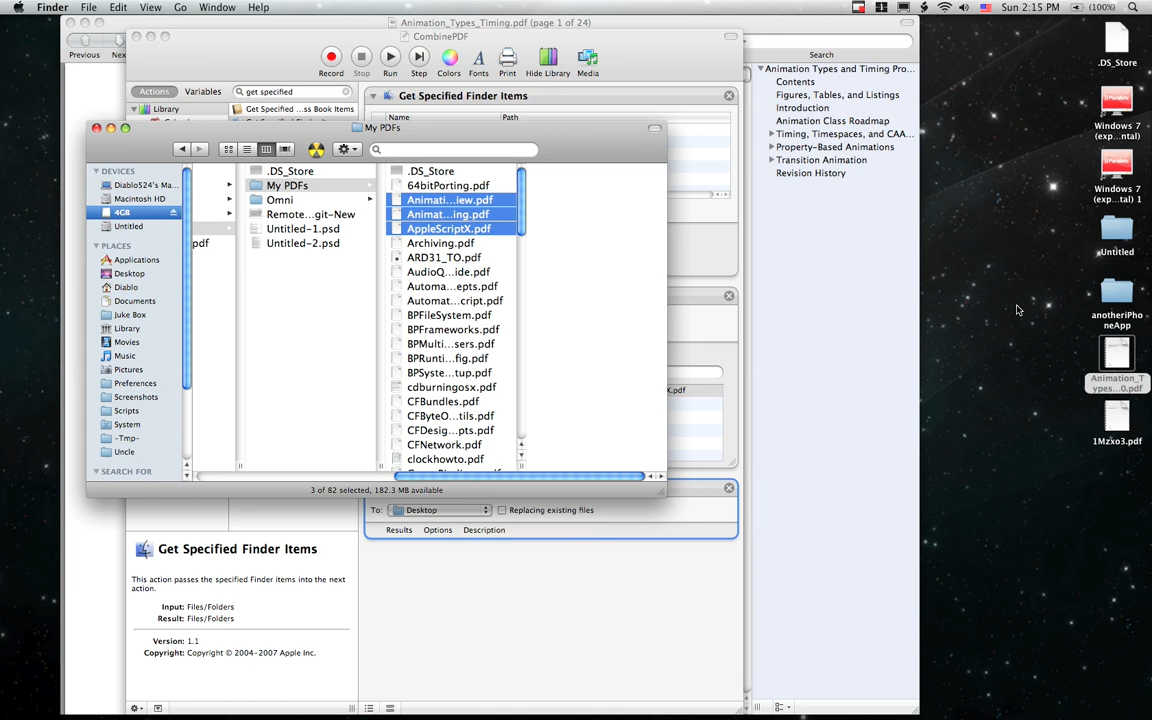 Finder File Edit View Go Window Help
Sun 2:15 PM (100%)
Animation_Types_Timing.pdf (page 1 of 24)
CombinePDF
Previous Nex
Search
Record Stop Run Step Colors Fonts Print Hide Library Media
Actions Variables get specified
Library
Get Specified ...ss Book Items
Get Specified Finder Items
Name Path
My PDFs
DEVICES
Diablo524's Ma...
Macintosh HD
4GB
Untitled
PLACES
Applications
Desktop
Diablo
Documents
Juke Box
Library
Movies
Music
Pictures
Preferences
Screenshots
Scripts
System
-Tmp-
Uncle
SEARCH FOR
pdf
.DS_Store
My PDFs
Omni
Remote...git-New
Untitled-1.psd
Untitled-2.psd
.DS_Store
64bitPorting.pdf
Animati...iew.pdf
Animat...ing.pdf
AppleScriptX.pdf
Archiving.pdf
ARD31_TO.pdf
AudioQ...ide.pdf
Automa...epts.pdf
Automat...cript.pdf
BPFileSystem.pdf
BPFrameworks.pdf
BPMulti...sers.pdf
BPRunti...fig.pdf
BPSyste...tup.pdf
cdburningosx.pdf
CFBundles.pdf
CFByteO...tils.pdf
CFDesig...pts.pdf
CFNetwork.pdf
clockhowto.pdf
3 of 82 selected, 182.3 MB available
X.pdf
To: Desktop Replacing existing files
Results Options Description
Get Specified Finder Items
This action passes the specified Finder items into the next
action.
Input: Files/Folders
Result: Files/Folders
Version: 1.1
Copyright: Copyright © 2004-2007 Apple Inc.
Animation Types and Timing Pro...
Contents
Figures, Tables, and Listings
Introduction
Animation Class Roadmap
Timing, Timespaces, and CAA...
Property-Based Animations
Transition Animation
Revision History
.DS_Store
Windows 7
(exp...tal)
Windows 7
(exp...tal) 1
Untitled
anotheriPho
neApp
Animation_T
ypes...0.pdf
1Mzxo3.pdf